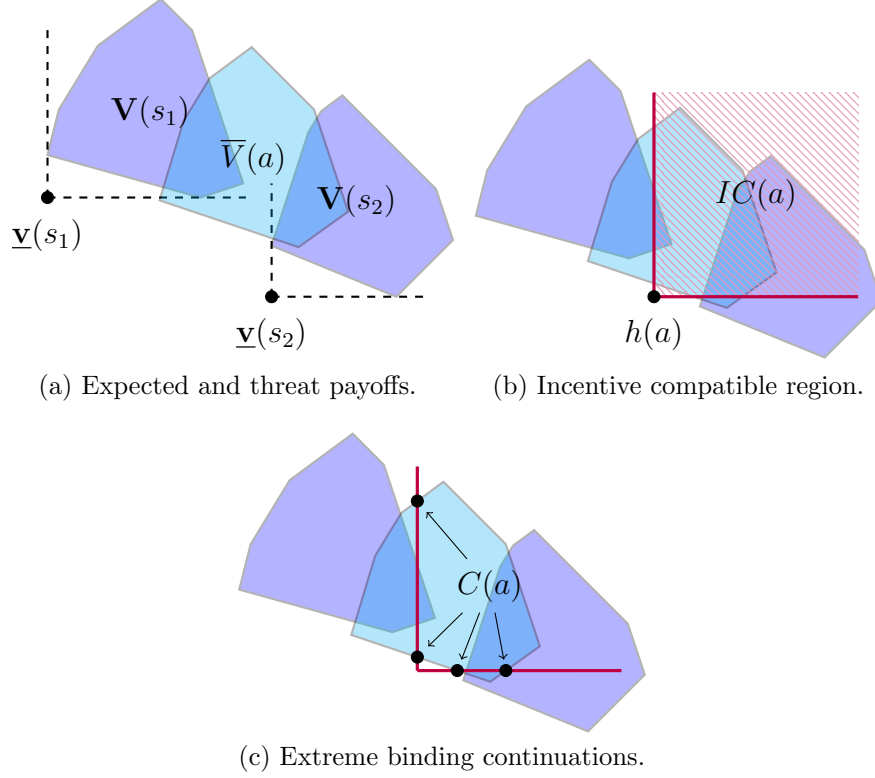 V(s₁)
V̅(a)
V(s₂)
v̲(s₁)
v̲(s₂)
(a) Expected and threat payoffs.
IC(a)
h(a)
(b) Incentive compatible region.
C(a)
(c) Extreme binding continuations.